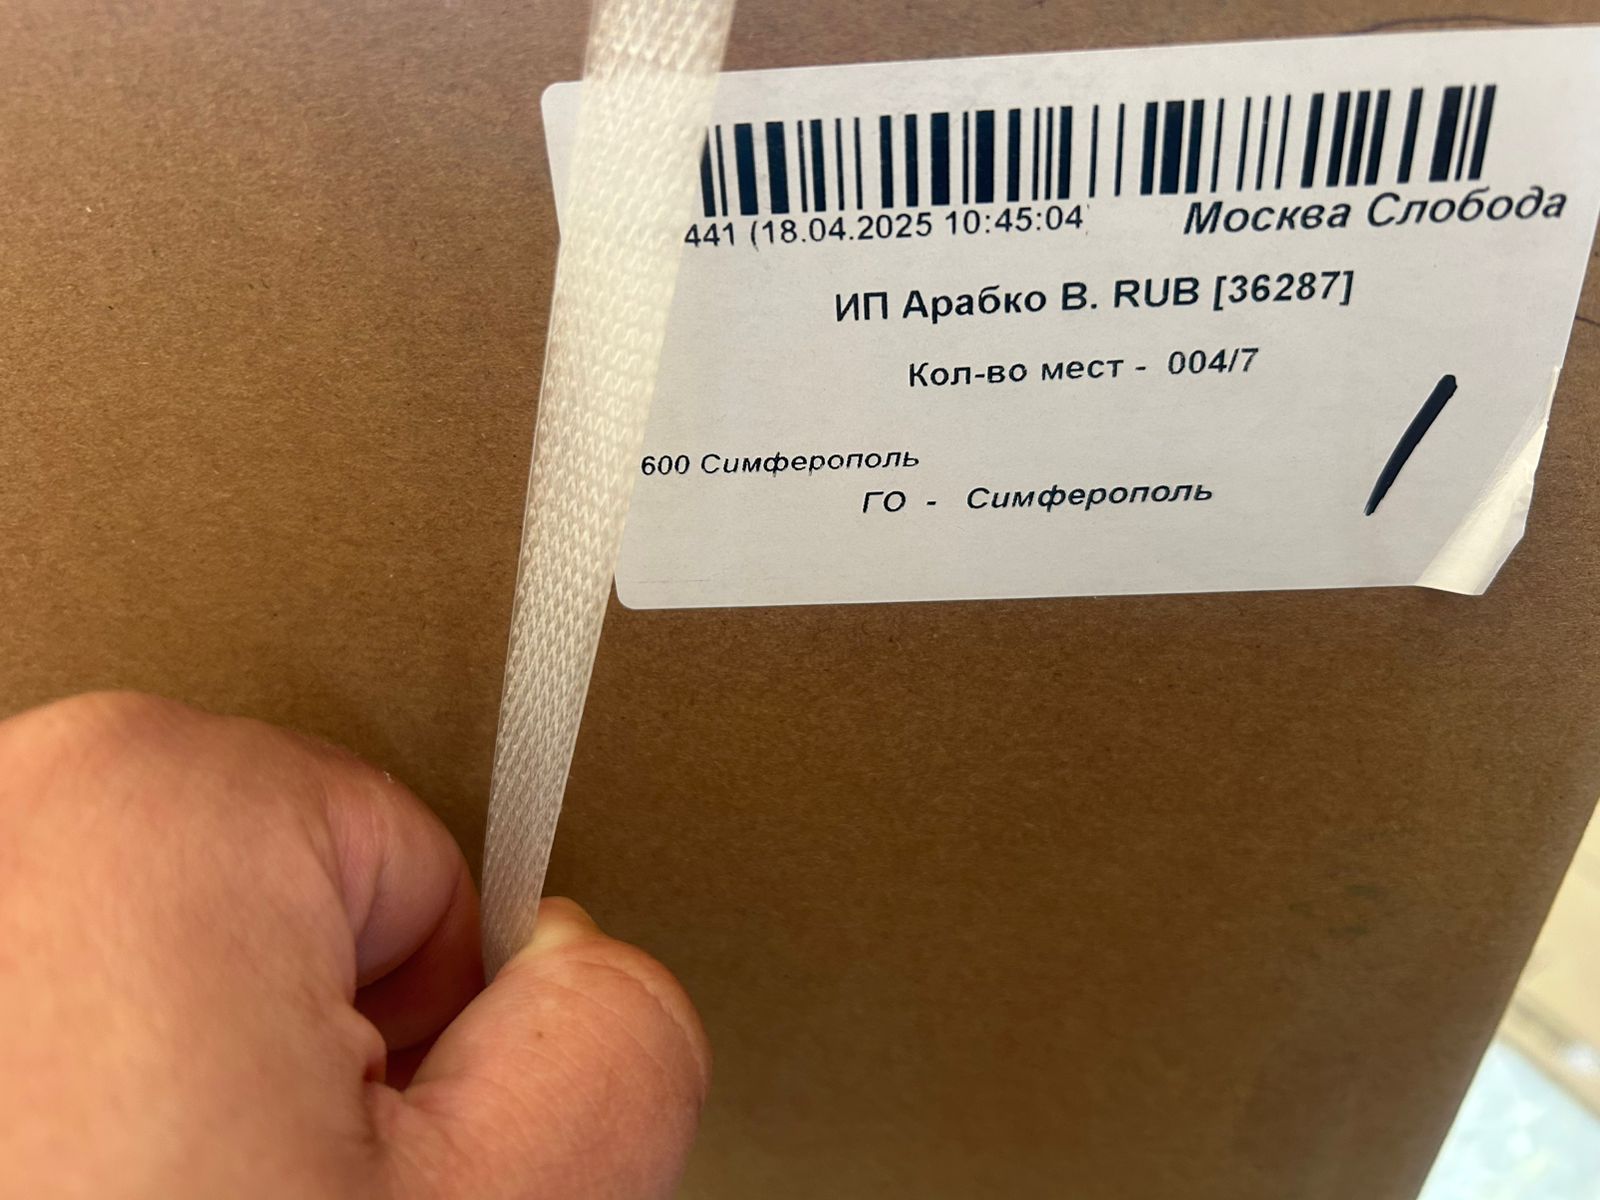 441 (18.04.2025 10:45:04 Москва Слобода
ИП Арабко В. RUB [36287]
Кол-во мест - 004/7
600 Симферополь
ГО - Симферополь